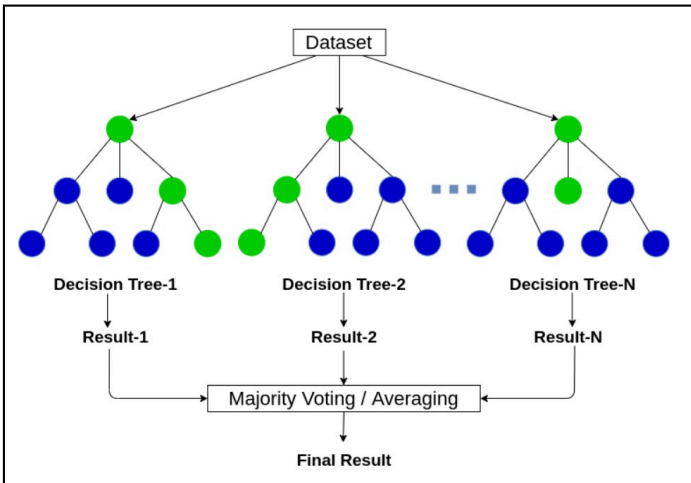 Dataset
Decision Tree-1
Decision Tree-2
Decision Tree-N
Result-1
Result-2
Result-N
Majority Voting / Averaging
Final Result